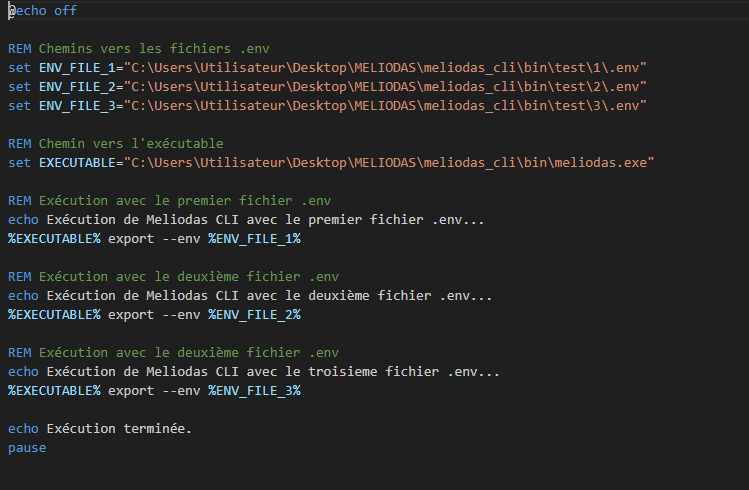 @echo off
REM Chemins vers les fichiers .env
set ENV_FILE_1="C:\Users\Utilisateur\Desktop\MELIODAS\meliodas_cli\bin\test\1\.env"
set ENV_FILE_2="C:\Users\Utilisateur\Desktop\MELIODAS\meliodas_cli\bin\test\2\.env"
set ENV_FILE_3="C:\Users\Utilisateur\Desktop\MELIODAS\meliodas_cli\bin\test\3\.env"
REM Chemin vers l'exécutable
set EXECUTABLE="C:\Users\Utilisateur\Desktop\MELIODAS\meliodas_cli\bin\meliodas.exe"
REM Exécution avec le premier fichier .env
echo Exécution de Meliodas CLI avec le premier fichier .env...
%EXECUTABLE% export --env %ENV_FILE_1%
REM Exécution avec le deuxième fichier .env
echo Exécution de Meliodas CLI avec le deuxième fichier .env...
%EXECUTABLE% export --env %ENV_FILE_2%
REM Exécution avec le deuxième fichier .env
echo Exécution de Meliodas CLI avec le troisieme fichier .env...
%EXECUTABLE% export --env %ENV_FILE_3%
echo Exécution terminée.
pause